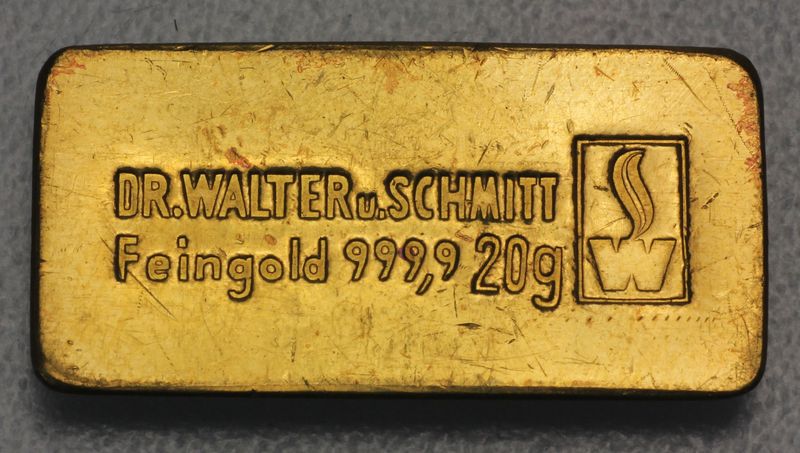 DR.WALTER u. SCHMITT
Feingold 999,9 20g
W